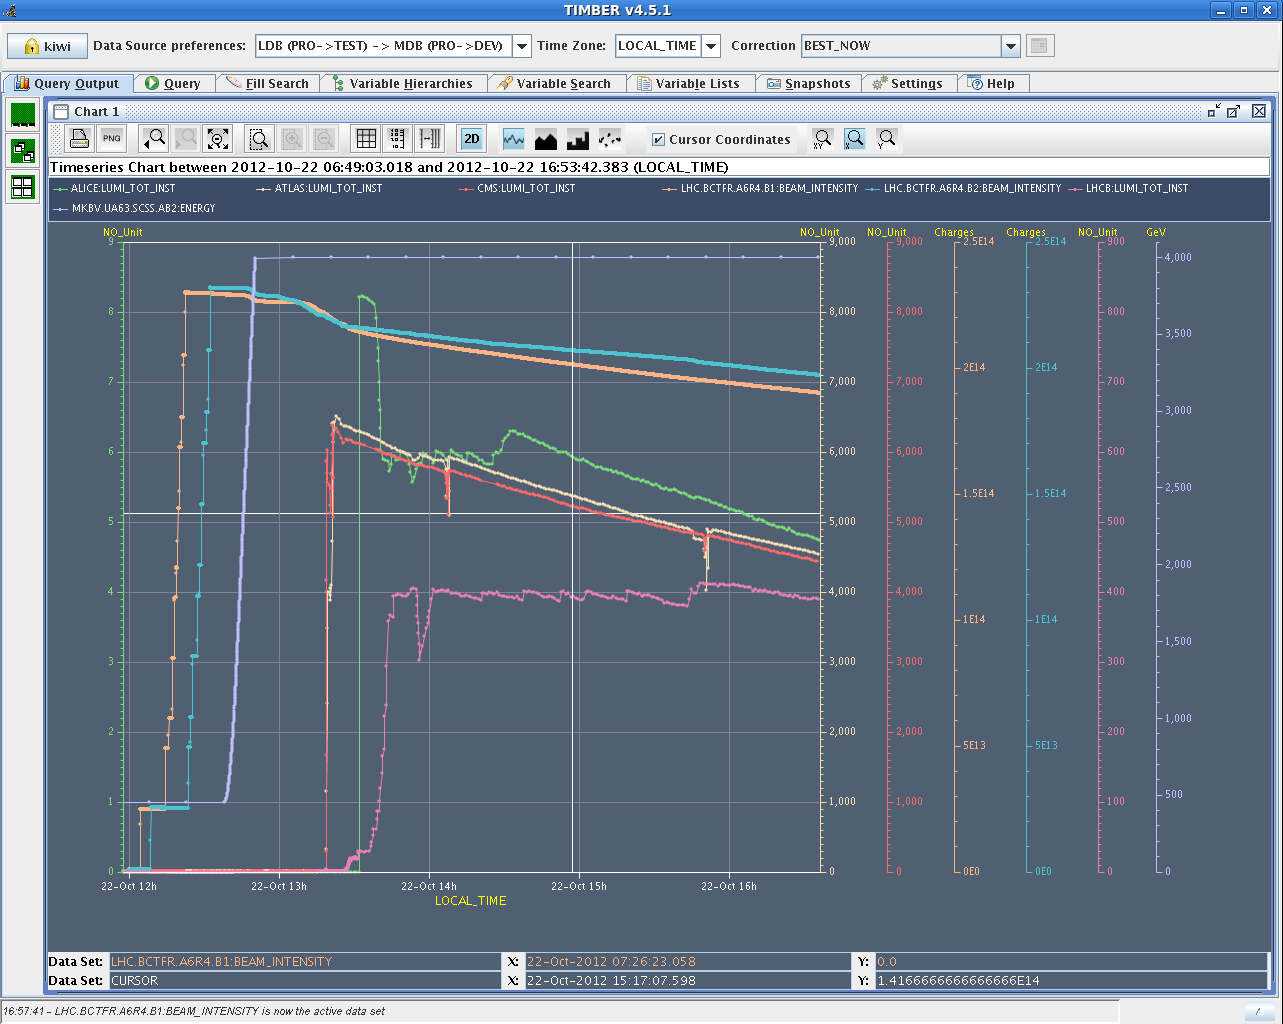 TIMBER v4.5.1
kiwi Data Source preferences: LDB (PRO->TEST) -> MDB (PRO->DEV) Time Zone: LOCAL_TIME Correction BEST_NOW
Query Output Query Fill Search Variable Hierarchies Variable Search Variable Lists Snapshots Settings Help
Chart 1
PNG 2D Cursor Coordinates XY X Y
Timeseries Chart between 2012-10-22 06:49:03.018 and 2012-10-22 16:53:42.383 (LOCAL_TIME)
ALICE:LUMI_TOT_INST ATLAS:LUMI_TOT_INST CMS:LUMI_TOT_INST LHC.BCTFR.A6R4.B1:BEAM_INTENSITY LHC.BCTFR.A6R4.B2:BEAM_INTENSITY LHCB:LUMI_TOT_INST
MKBV.UA63.SCSS.AB2:ENERGY
NO_Unit NO_Unit NO_Unit Charges Charges NO_Unit GeV
9 9,000 9,000 2.5E14 2.5E14 900
4,000
8 8,000 8,000 800
3,500
7 7,000 7,000 2E14 2E14 700
3,000
6 6,000 6,000 600
2,500
5 5,000 5,000 1.5E14 1.5E14 500
2,000
4 4,000 4,000 400
1E14 1E14
1,500
3 3,000 3,000 300
1,000
2 2,000 2,000 5E13 5E13 200
500
1 1,000 1,000 100
0 0 0 0E0 0E0 0 0
22-Oct 12h 22-Oct 13h 22-Oct 14h 22-Oct 15h 22-Oct 16h
LOCAL_TIME
Data Set: LHC.BCTFR.A6R4.B1:BEAM_INTENSITY X: 22-Oct-2012 07:26:23.058 Y: 0.0
Data Set: CURSOR X: 22-Oct-2012 15:17:07.598 Y: 1.4166666666666666E14
16:57:41 - LHC.BCTFR.A6R4.B1:BEAM_INTENSITY is now the active data set